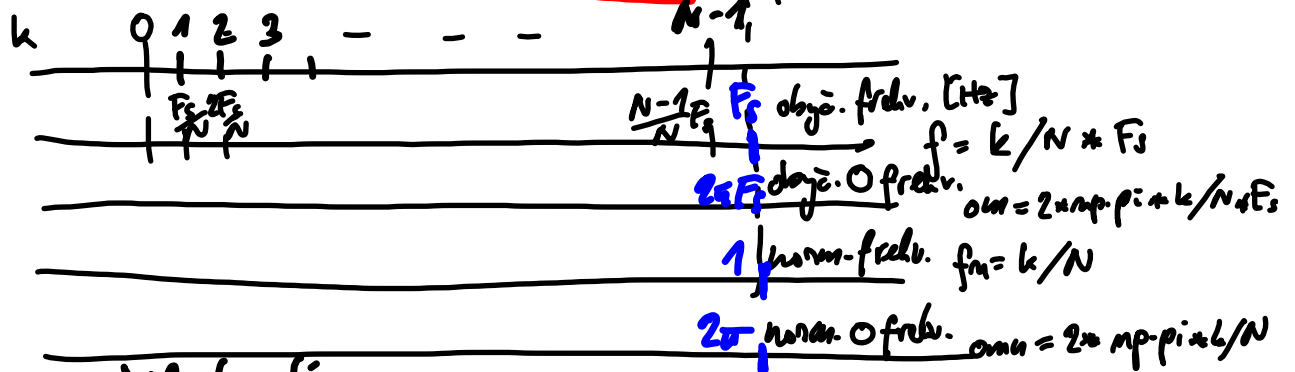 k 0 1 2 3 - - - N-1
Fs/N 2Fs/N N-1/N Fs Fs obyč. frekv. [Hz]
f = k/N * Fs
2πFs obyč. O frekv. om = 2*np.pi*k/N*Fs
1 norm. frekv. fn = k/N
2π norm. O frekv. omn = 2*np.pi*k/N